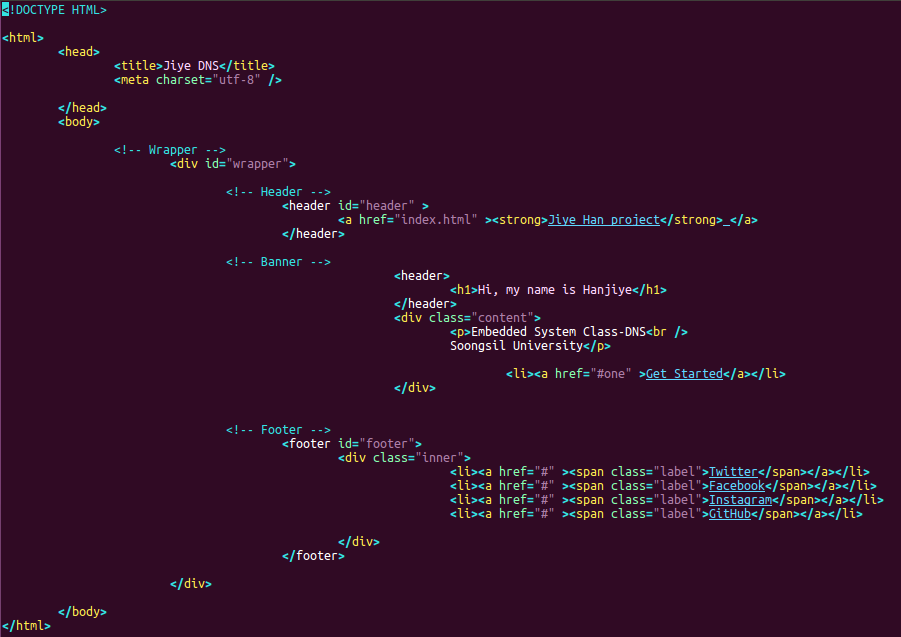 <!DOCTYPE HTML>
<html>
<head>
<title>Jiye DNS</title>
<meta charset="utf-8" />
</head>
<body>
<!-- Wrapper -->
<div id="wrapper">
<!-- Header -->
<header id="header" >
<a href="index.html" ><strong>Jiye Han project</strong> </a>
</header>
<!-- Banner -->
<header>
<h1>Hi, my name is Hanjiye</h1>
</header>
<div class="content">
<p>Embedded System Class-DNS<br />
Soongsil University</p>
<li><a href="#one" >Get Started</a></li>
</div>
<!-- Footer -->
<footer id="footer">
<div class="inner">
<li><a href="#" ><span class="label">Twitter</span></a></li>
<li><a href="#" ><span class="label">Facebook</span></a></li>
<li><a href="#" ><span class="label">Instagram</span></a></li>
<li><a href="#" ><span class="label">GitHub</span></a></li>
</div>
</footer>
</div>
</body>
</html>